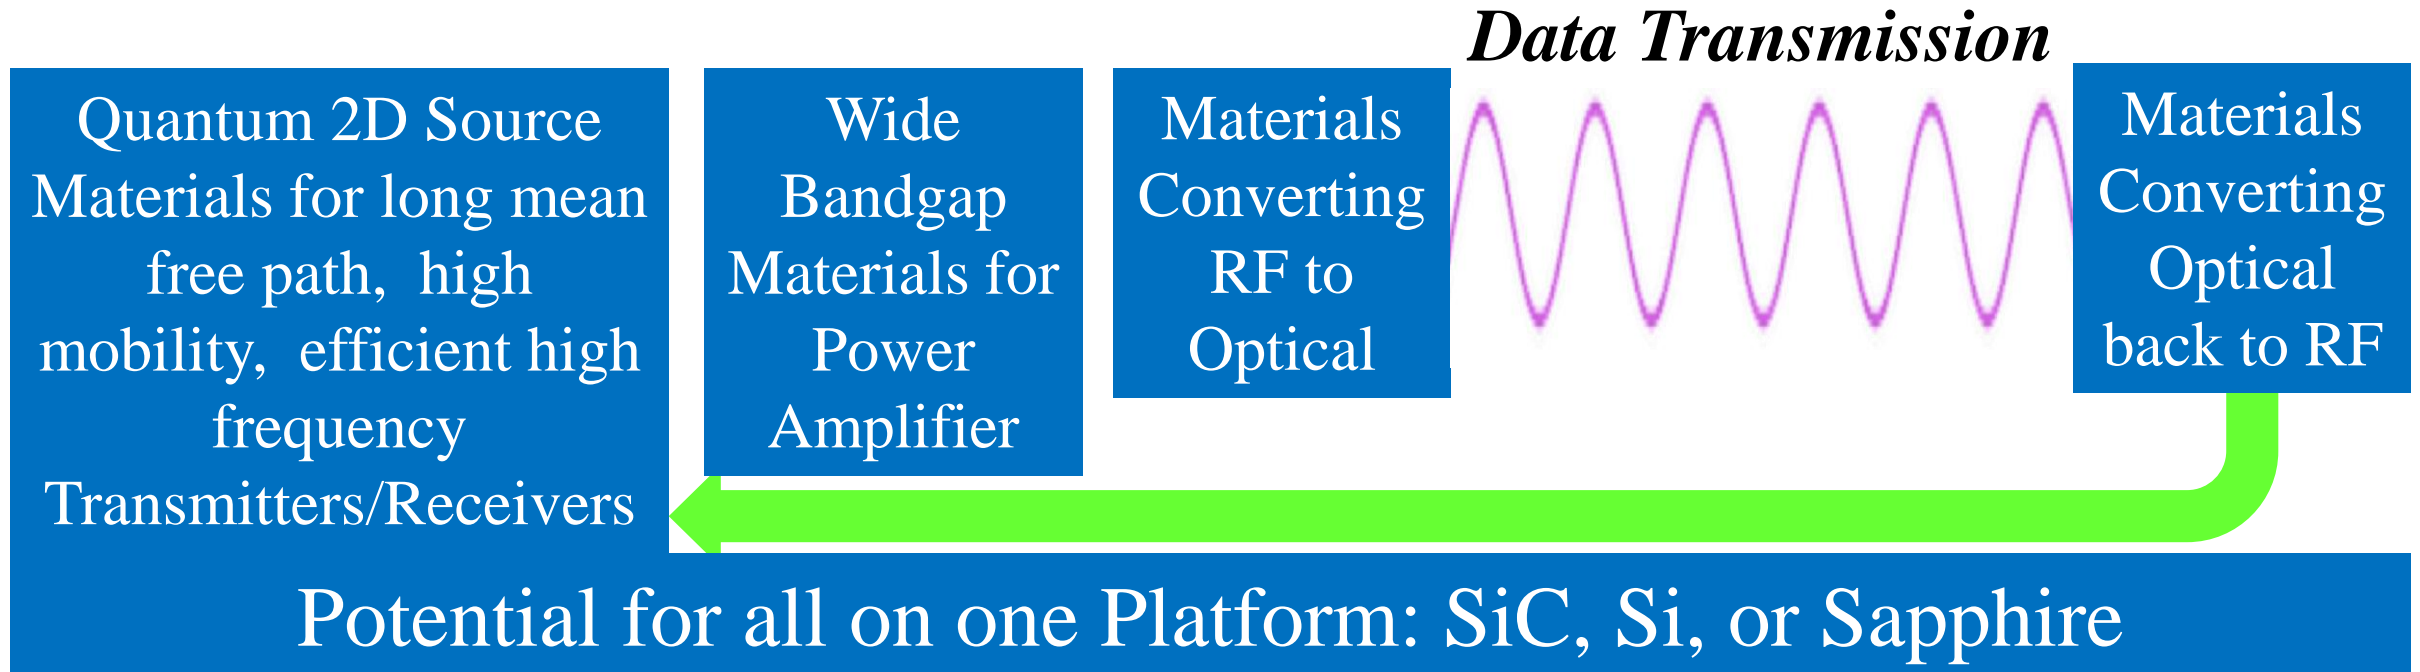 Data Transmission
Quantum 2D Source
Materials for long mean
free path, high
mobility, efficient high
frequency
Transmitters/Receivers
Wide
Bandgap
Materials for
Power
Amplifier
Materials
Converting
RF to
Optical
Materials
Converting
Optical
back to RF
Potential for all on one Platform: SiC, Si, or Sapphire